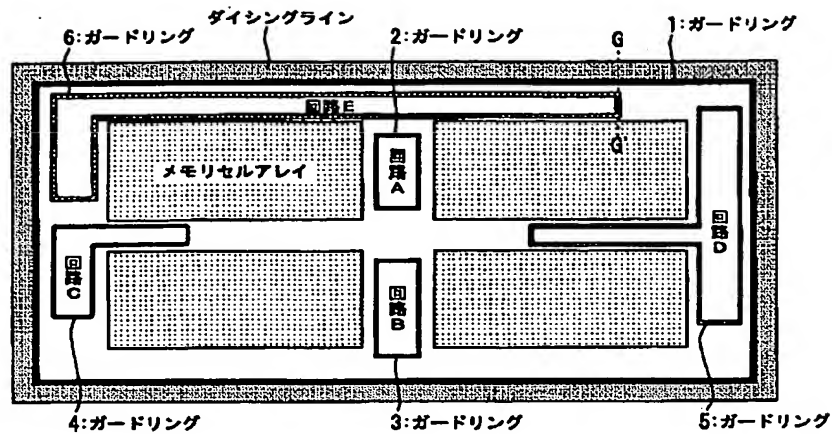 ダイシングライン
6:ガードリング
2:ガードリング
G
1:ガードリング
回路E
G
メモリセルアレイ
回路A
回路D
回路C
回路B
4:ガードリング
3:ガードリング
5:ガードリング